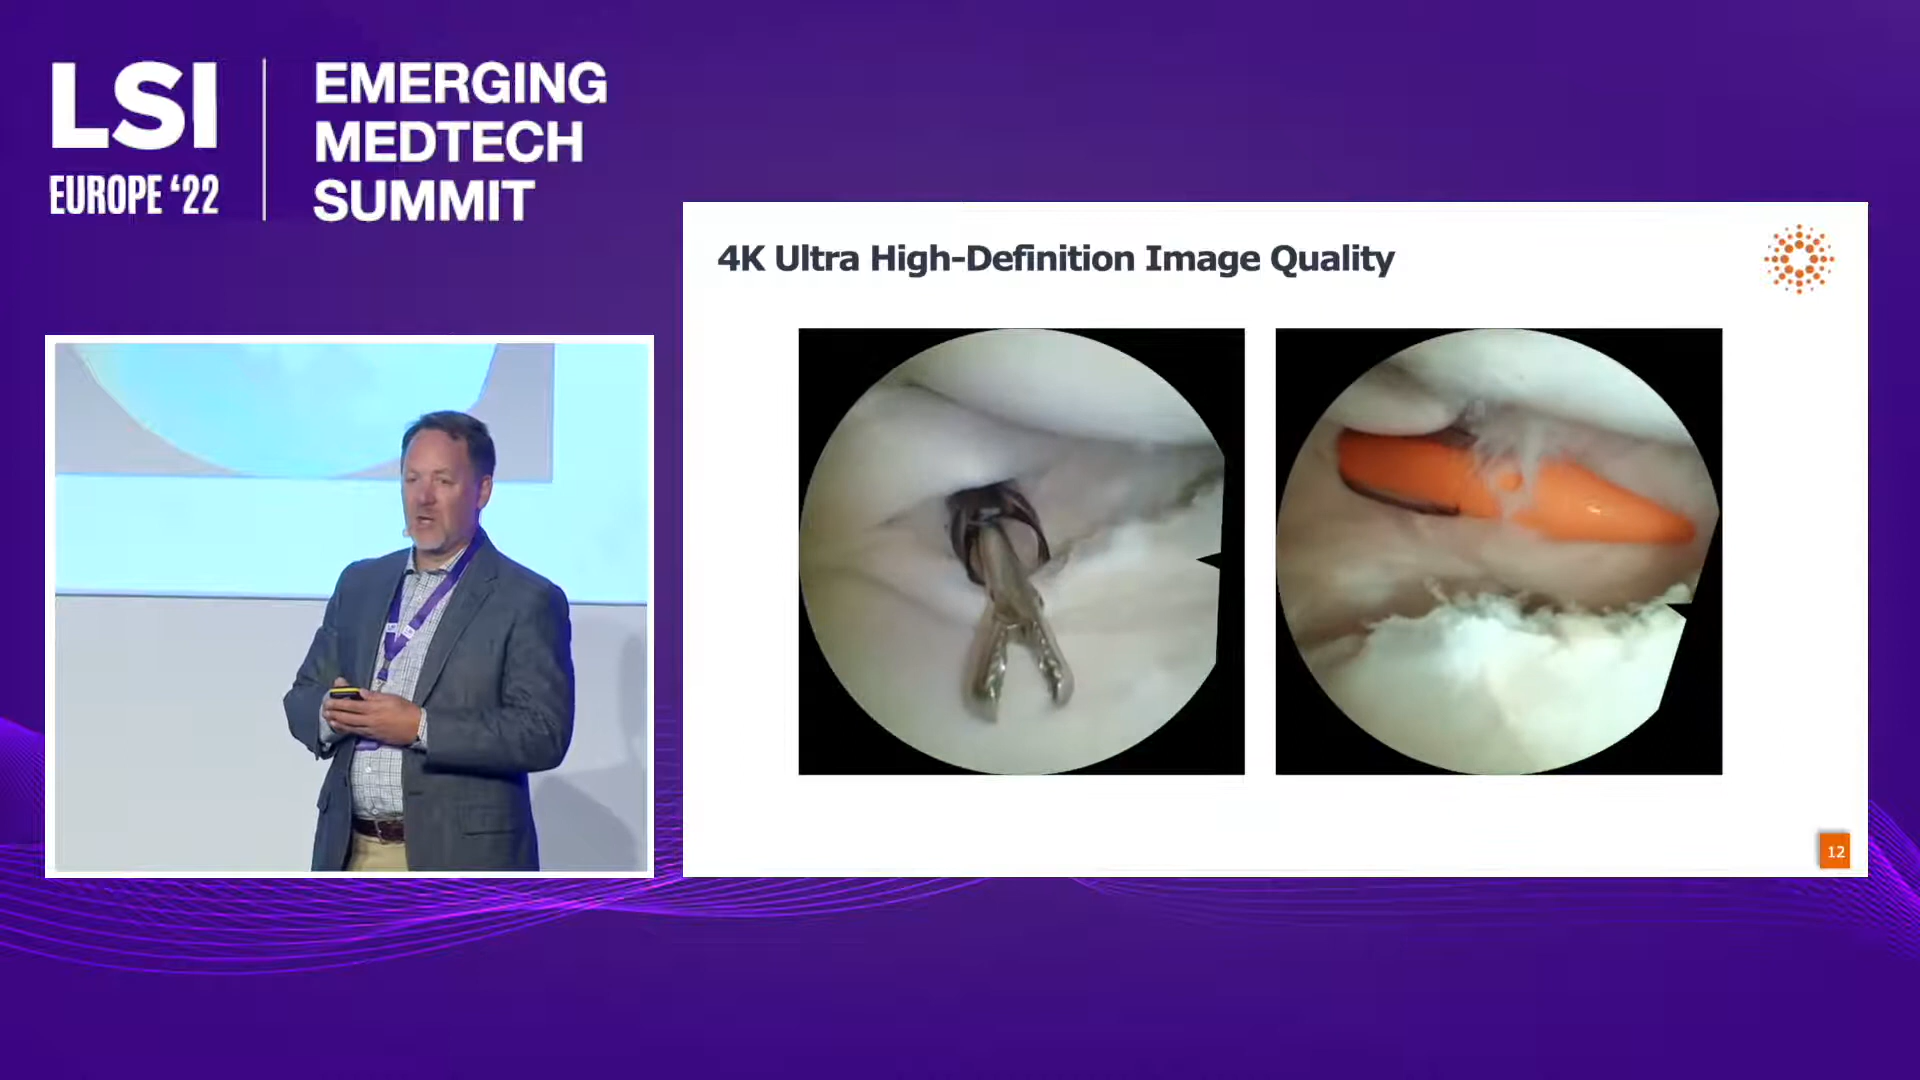 LSI
EUROPE ‘22
EMERGING
MEDTECH
SUMMIT
4K Ultra High-Definition Image Quality
12